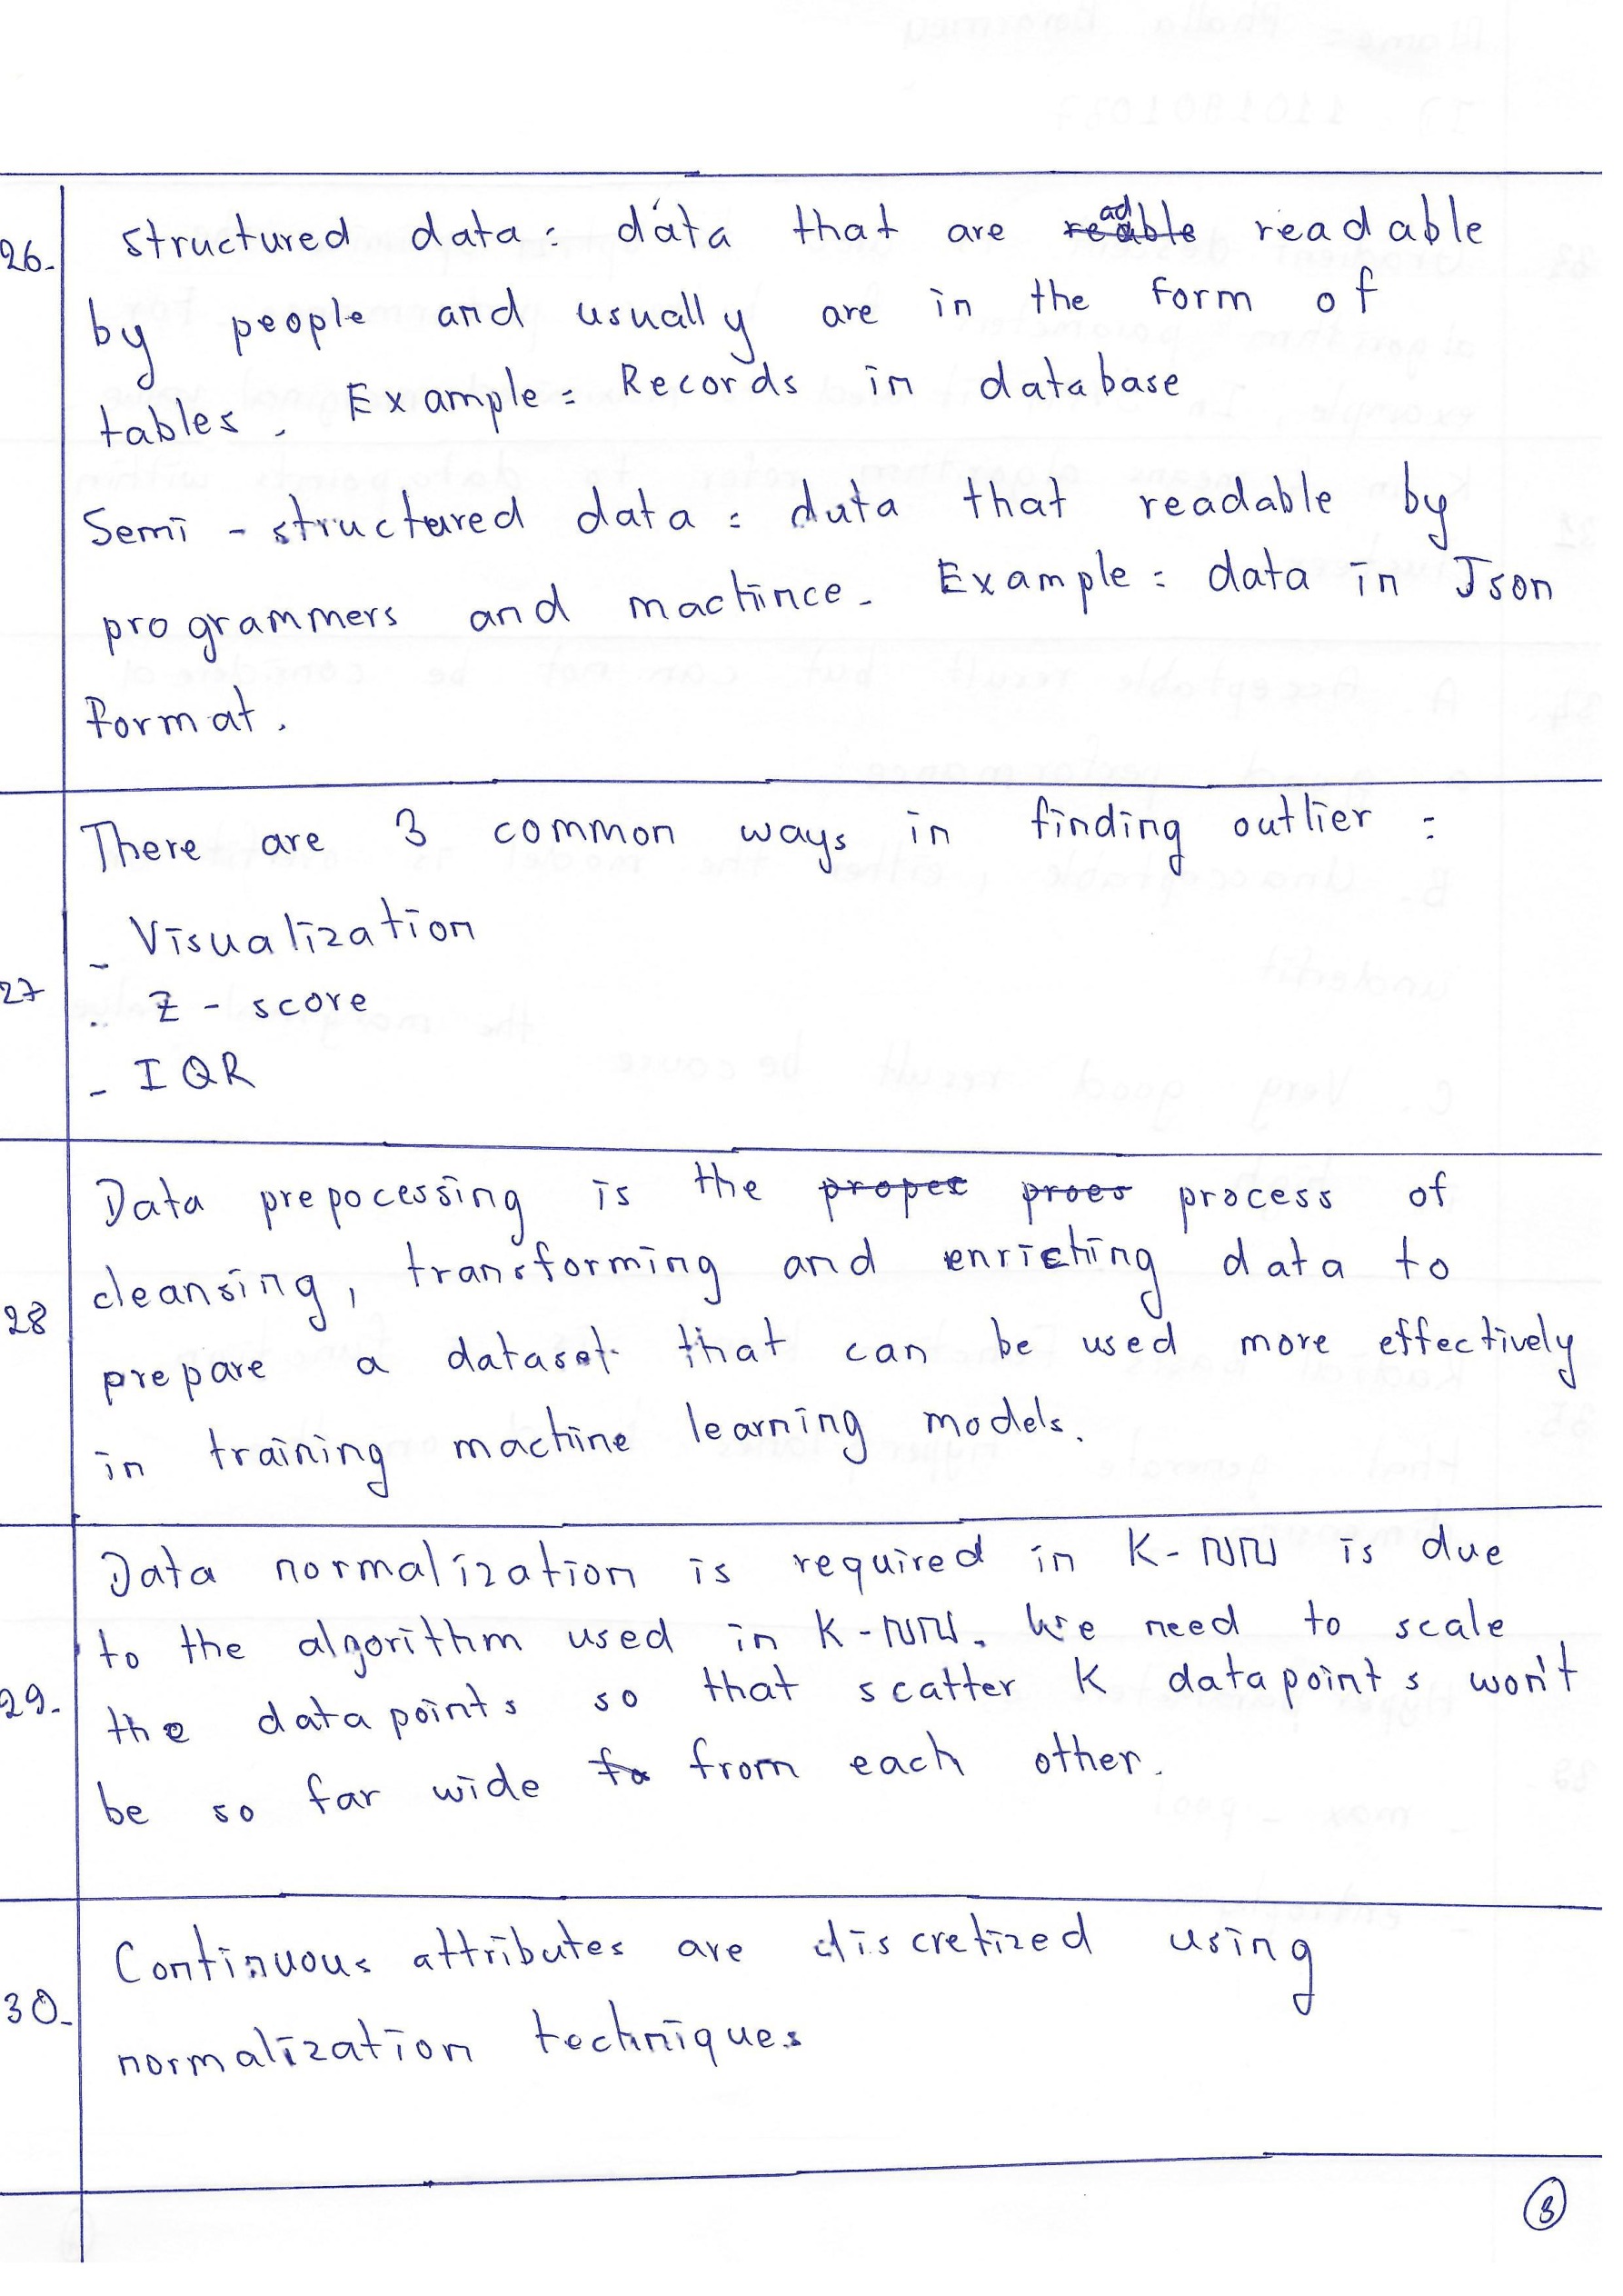 26. structured data: data that are readable readable
by people and usually are in the form of
tables. Example: Records in database
Semi-structured data: data that readable by
programmers and machince. Example: data in Json
format.
There are 3 common ways in finding outlier:
- Visualization
27 - Z-score
- IQR
Data prepocessing is the proper proces process of
cleansing, transforming and enriching data to
28 prepare a dataset that can be used more effectively
in training machine learning models.
Data normalization is required in K-NN is due
to the algorithm used in K-NN. We need to scale
29. the datapoints so that scatter K datapoints won't
be so far wide fa from each other.
Continuous attributes are discretized using
30. normalization techniques
3